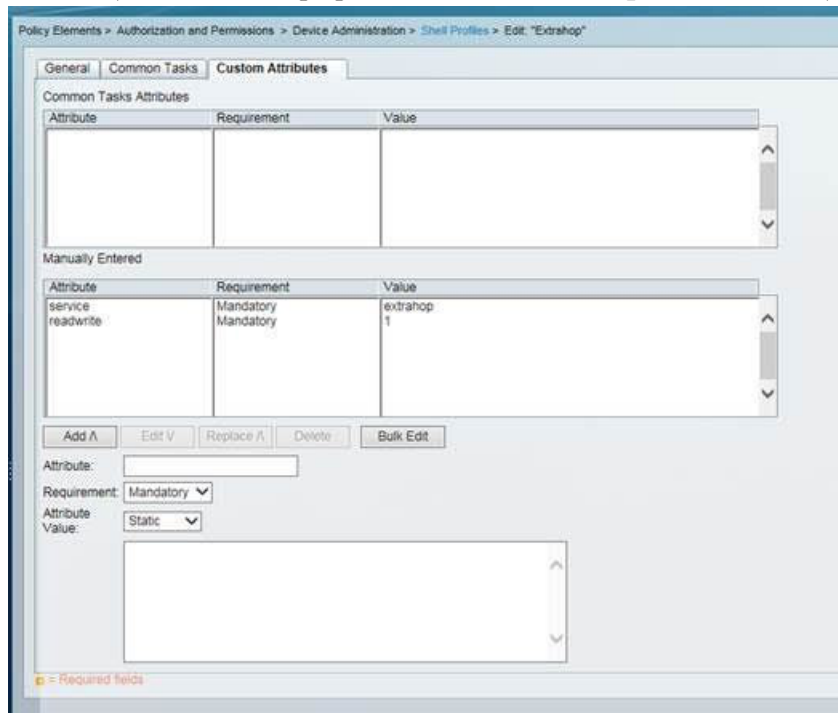 Policy Elements > Authorization and Permissions > Device Administration > Shell Profiles > Edit: "Extrahop"
General Common Tasks Custom Attributes
Common Tasks Attributes
Attribute Requirement Value
Manually Entered
Attribute Requirement Value
service Mandatory extrahop
readwrite Mandatory 1
Add Λ Edit V Replace Λ Delete Bulk Edit
Attribute:
Requirement: Mandatory
Attribute Value: Static
= Required fields